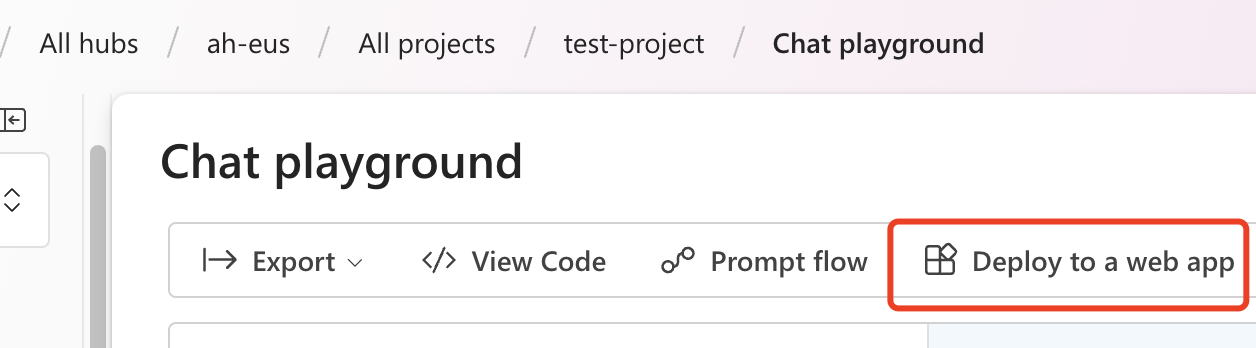 / All hubs / ah-eus / All projects / test-project / Chat playground
Chat playground
Export </> View Code Prompt flow Deploy to a web app